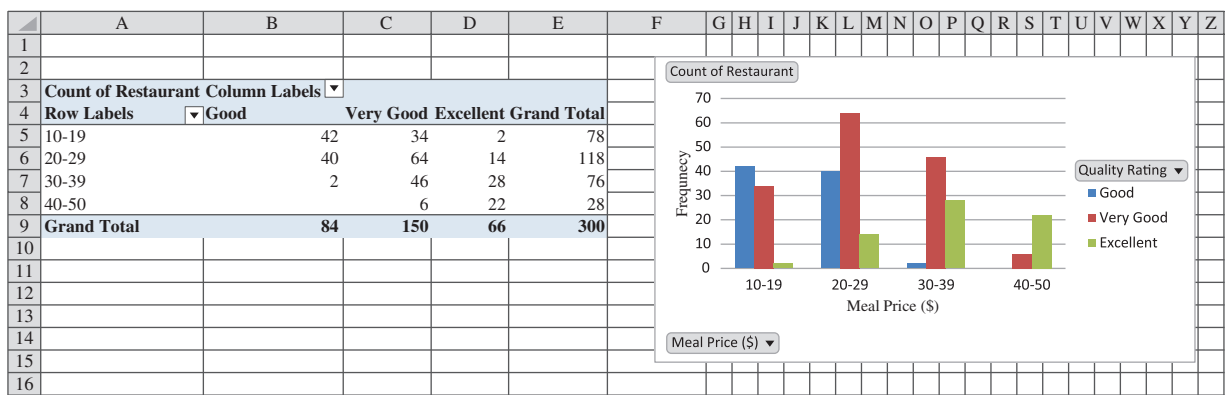 A B C D E F G H I J K L M N O P Q R S T U V W X Y Z
1
2
3 Count of Restaurant Column Labels
4 Row Labels Good Very Good Excellent Grand Total
5 10-19 42 34 2 78
6 20-29 40 64 14 118
7 30-39 2 46 28 76
8 40-50 6 22 28
9 Grand Total 84 150 66 300
10
11
12
13
14
15
16
Count of Restaurant
70
60
50
40
30
20
10
0
Frequnecy
10-19 20-29 30-39 40-50
Meal Price ($)
Quality Rating
Good
Very Good
Excellent
Meal Price ($)